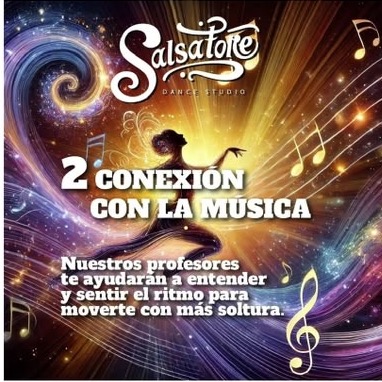 Salsatorre
DANCE STUDIO
2 CONEXIÓN
CON LA MÚSICA
Nuestros profesores
te ayudarán a entender
y sentir el ritmo para
moverte con más soltura.